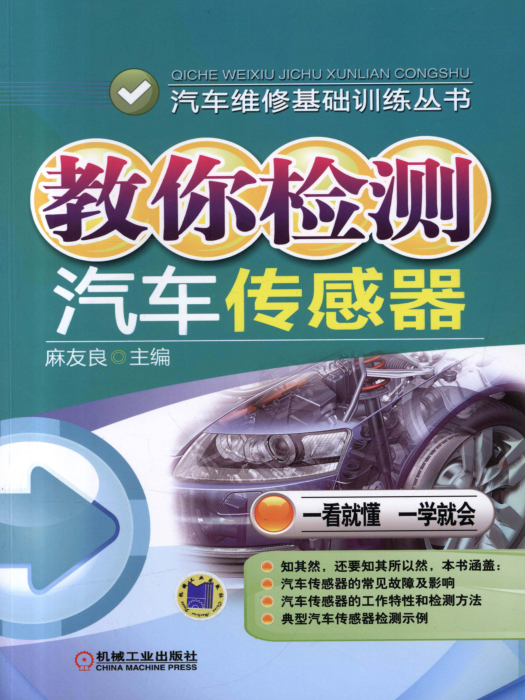 QICHE WEIXIU JICHU XUNLIAN CONGSHU
汽车维修基础训练丛书
教你检测
汽车传感器
麻友良◎主编
一看就懂 一学就会
知其然，还要知其所以然，本书涵盖：
汽车传感器的常见故障及影响
汽车传感器的工作特性和检测方法
典型汽车传感器检测示例
机械工业出版社
CHINA MACHINE PRESS